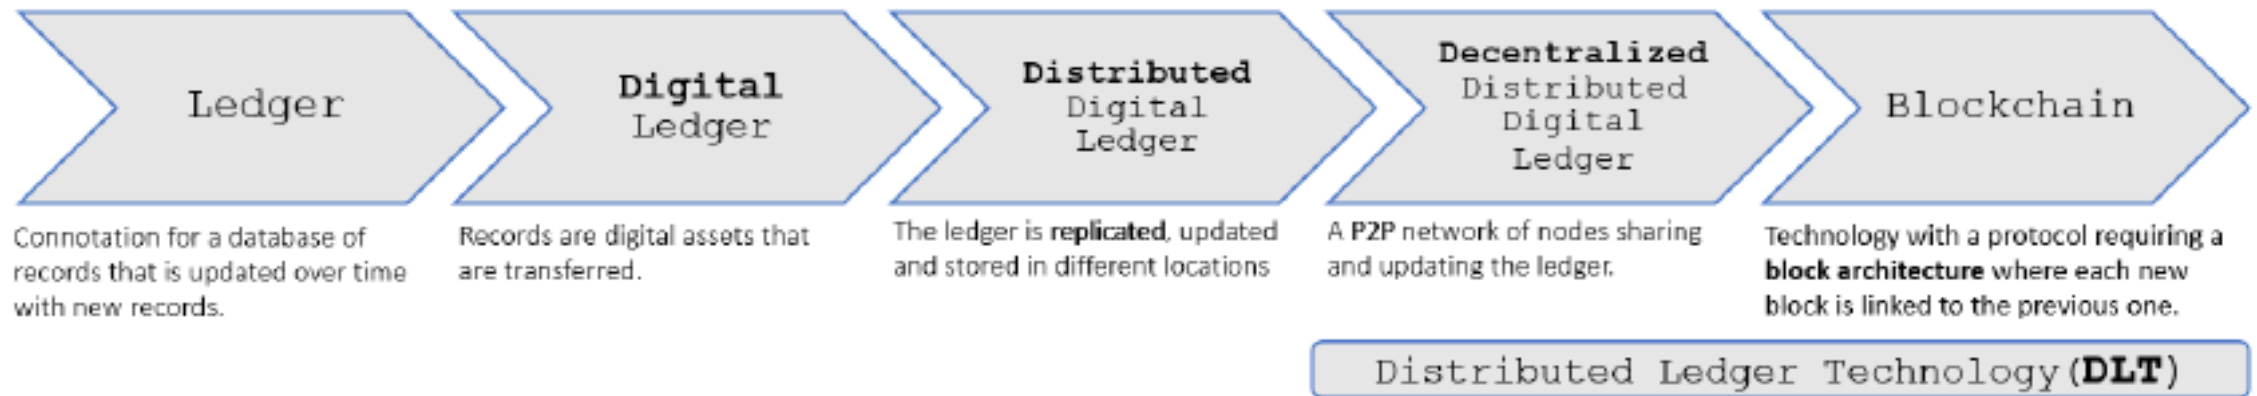 Ledger
Digital
Ledger
Distributed
Digital
Ledger
Decentralized
Distributed
Digital
Ledger
Blockchain
Connotation for a database of
records that is updated over time
with new records.
Records are digital assets that
are transferred.
The ledger is replicated, updated
and stored in different locations
A P2P network of nodes sharing
and updating the ledger.
Technology with a protocol requiring a
block architecture where each new
block is linked to the previous one.
Distributed Ledger Technology(DLT)